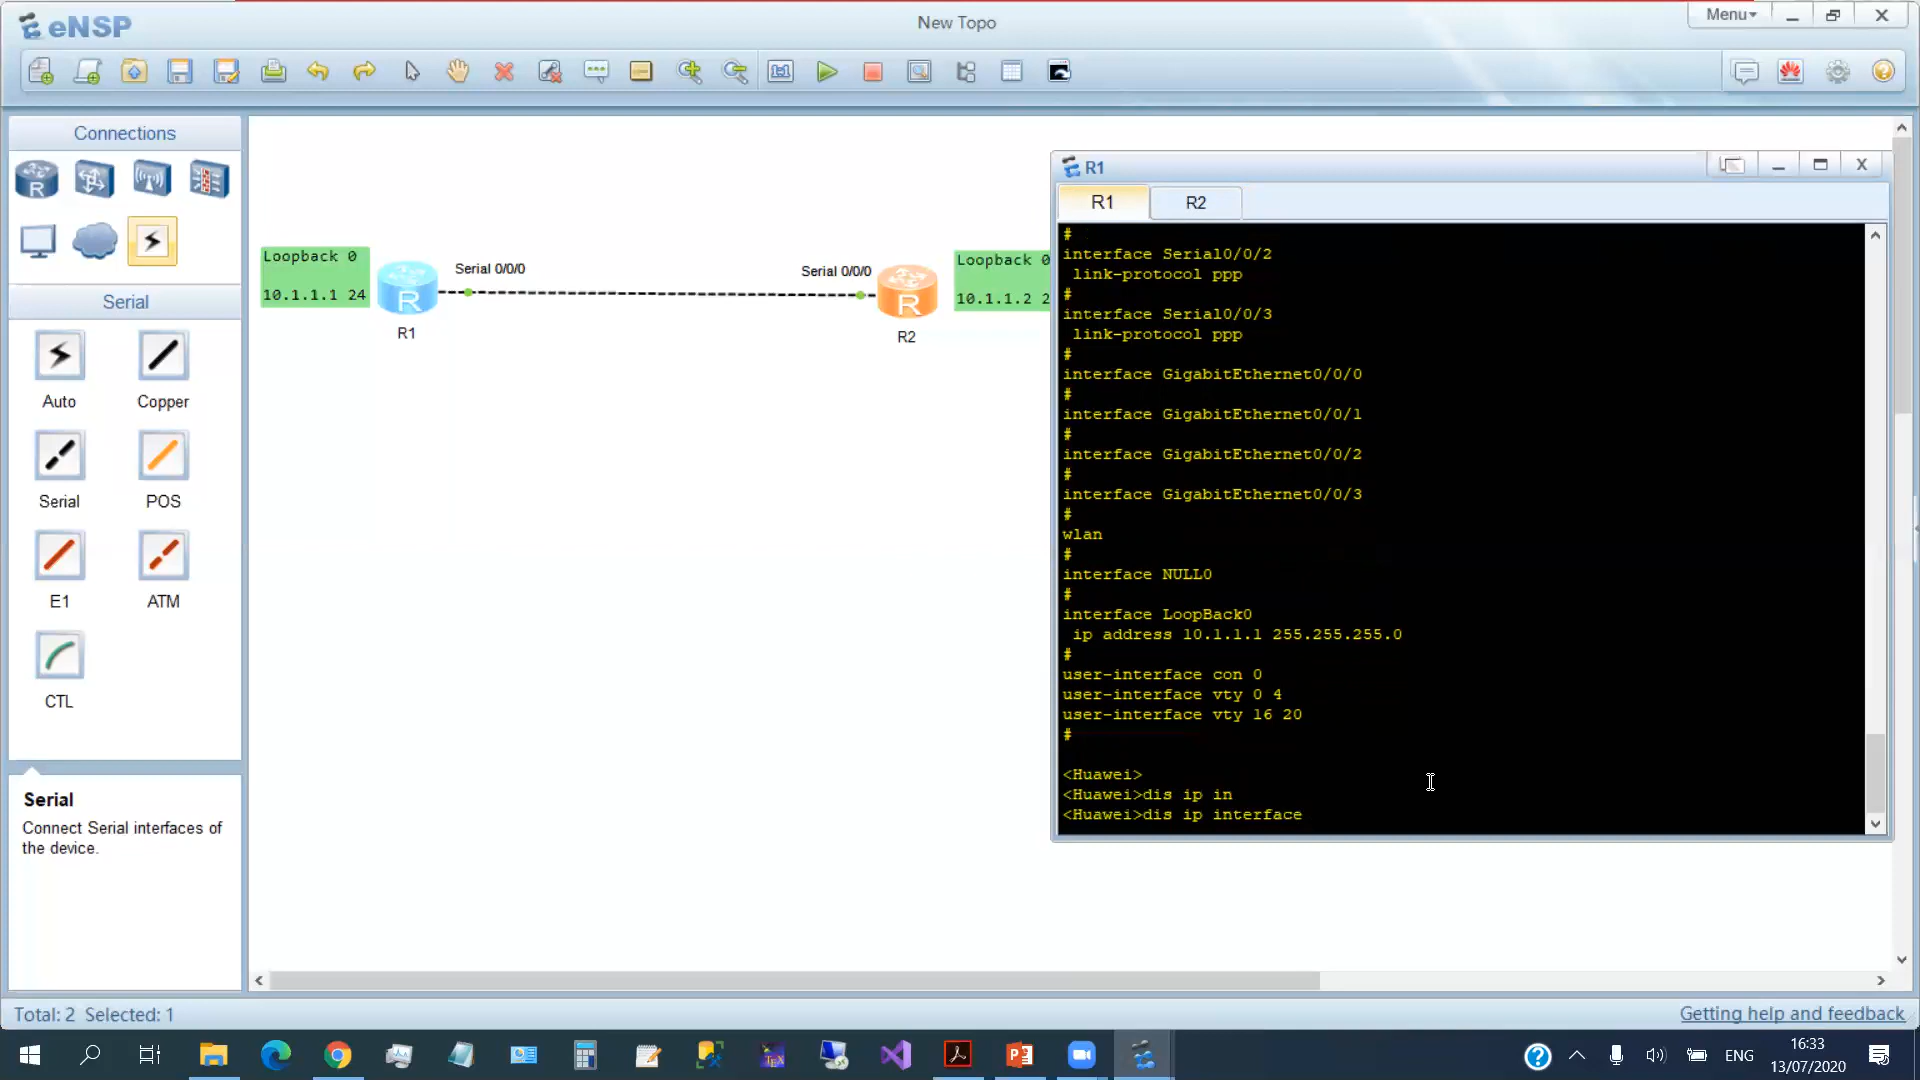 eNSP
New Topo
Menu
Connections
Serial
Auto
Copper
Serial
POS
E1
ATM
CTL
Serial
Connect Serial interfaces of
the device.
Loopback 0
10.1.1.1 24
Serial 0/0/0
R1
Serial 0/0/0
R2
Loopback 0
10.1.1.2 2
R1
R1
R2
#
interface Serial0/0/2
link-protocol ppp
#
interface Serial0/0/3
link-protocol ppp
#
interface GigabitEthernet0/0/0
#
interface GigabitEthernet0/0/1
#
interface GigabitEthernet0/0/2
#
interface GigabitEthernet0/0/3
#
wlan
#
interface NULL0
#
interface LoopBack0
ip address 10.1.1.1 255.255.255.0
#
user-interface con 0
user-interface vty 0 4
user-interface vty 16 20
#
<Huawei>
<Huawei>dis ip in
<Huawei>dis ip interface
Total: 2 Selected: 1
Getting help and feedback
ENG
16:33
13/07/2020